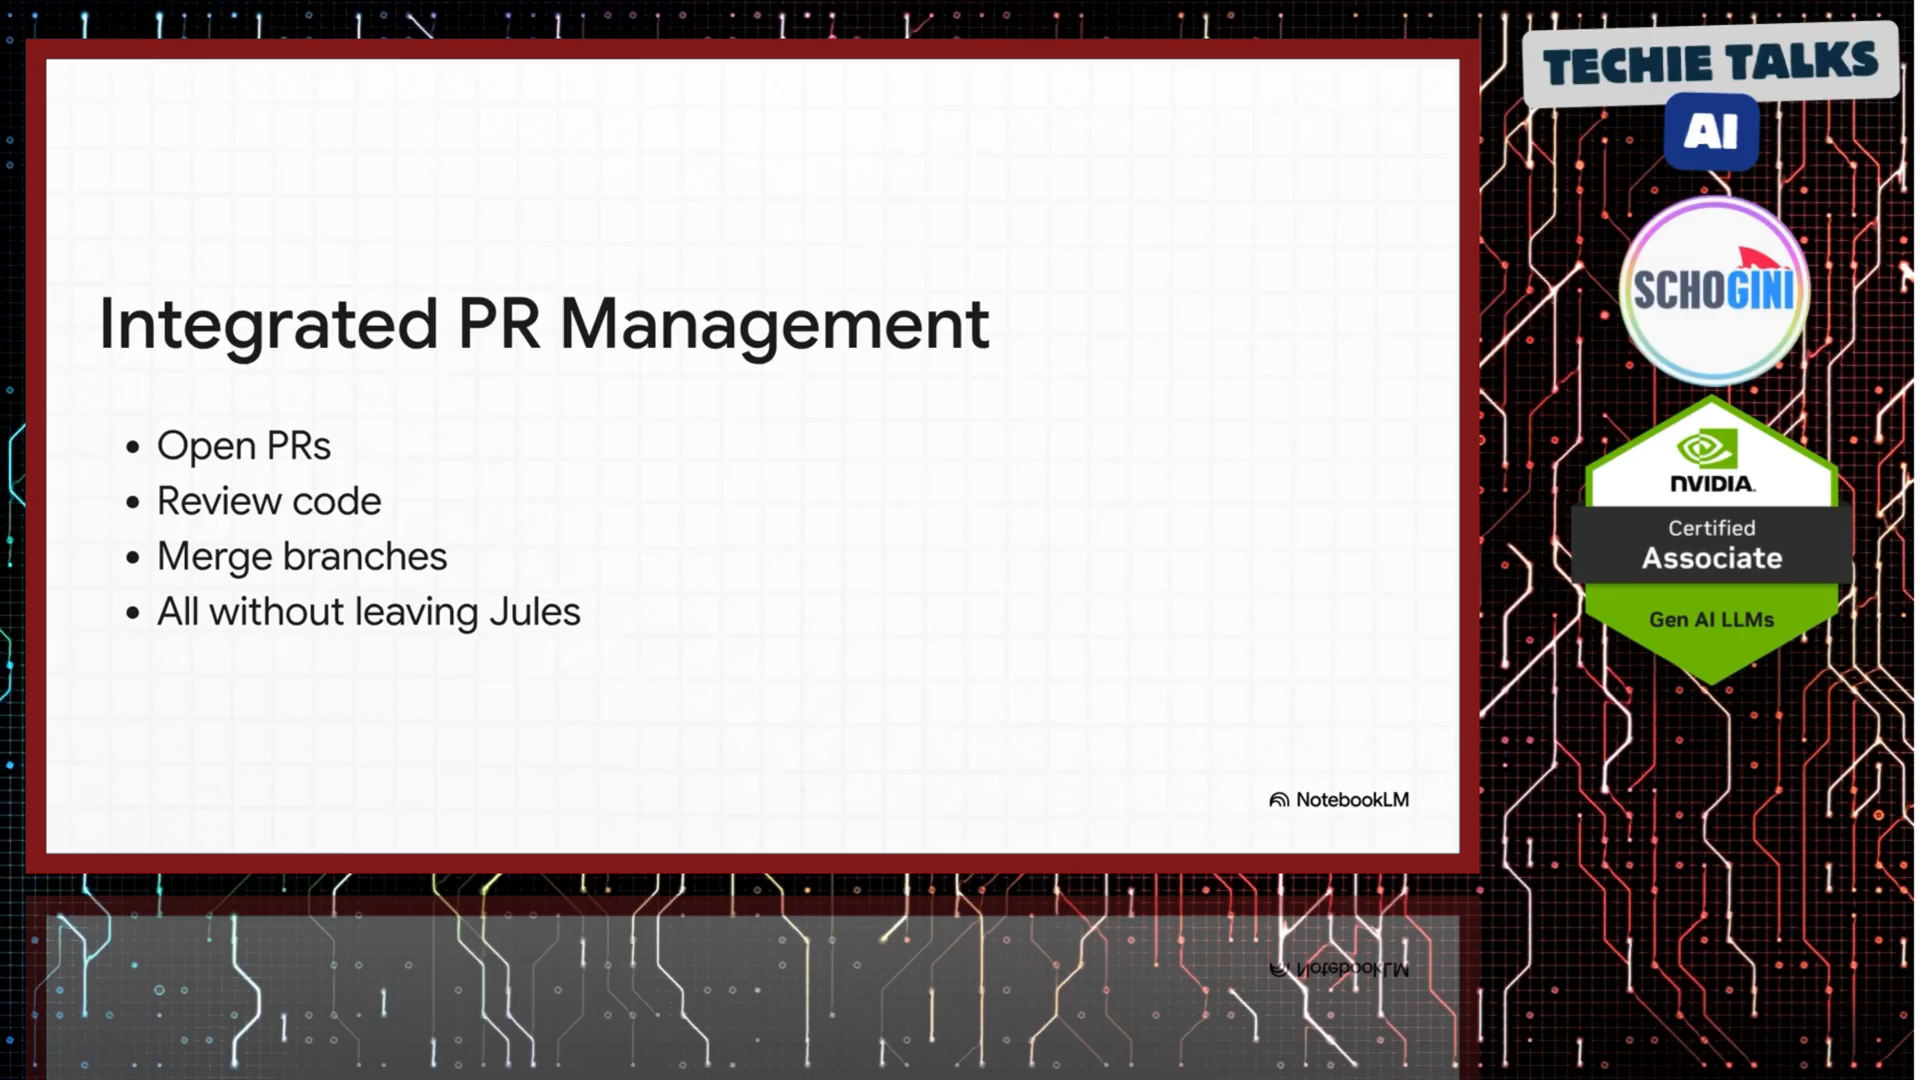 Integrated PR Management
• Open PRs
• Review code
• Merge branches
• All without leaving Jules
NotebookLM
TECHIE TALKS
AI
SCHOGINI
NVIDIA.
Certified
Associate
Gen AI LLMs
NotebookLM